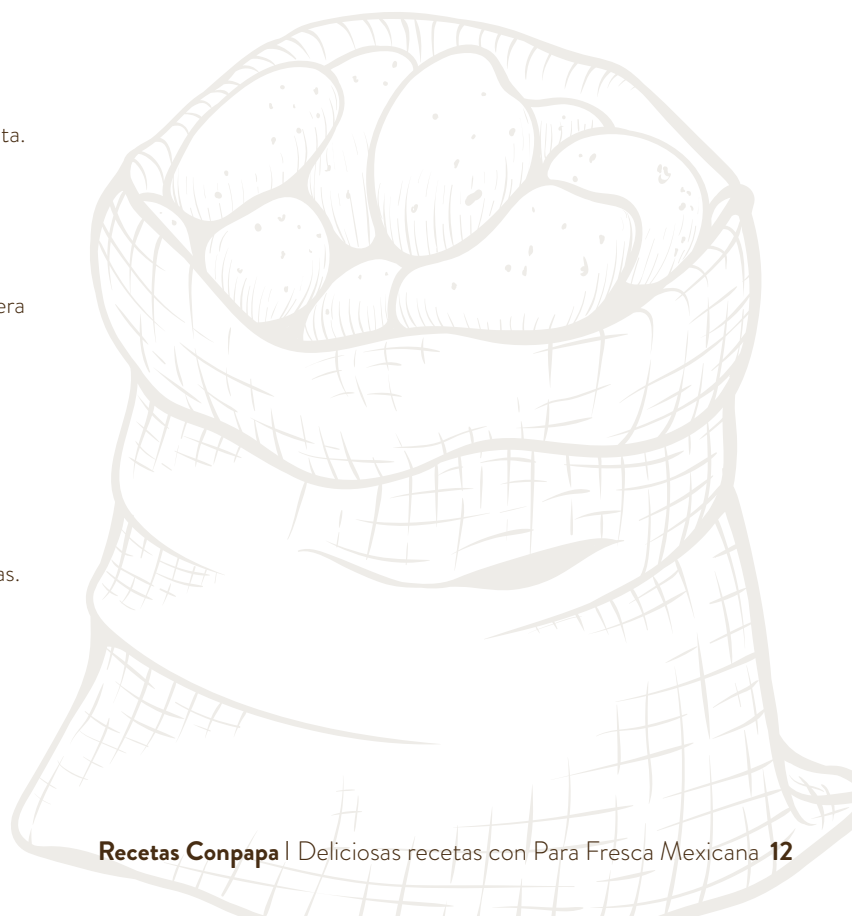 ta.
era
as.
Recetas Conpapa | Deliciosas recetas con Para Fresca Mexicana 12